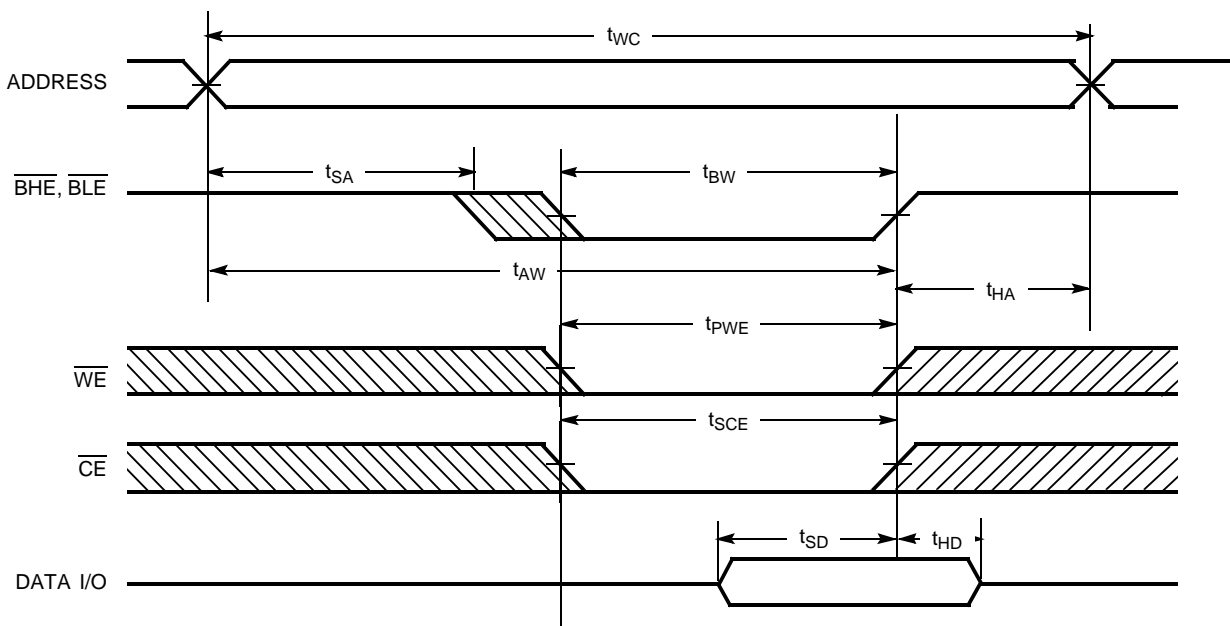 tWC
ADDRESS
tSA
tBW
BHE, BLE
tAW
tHA
tPWE
WE
tSCE
CE
tSD
tHD
DATA I/O